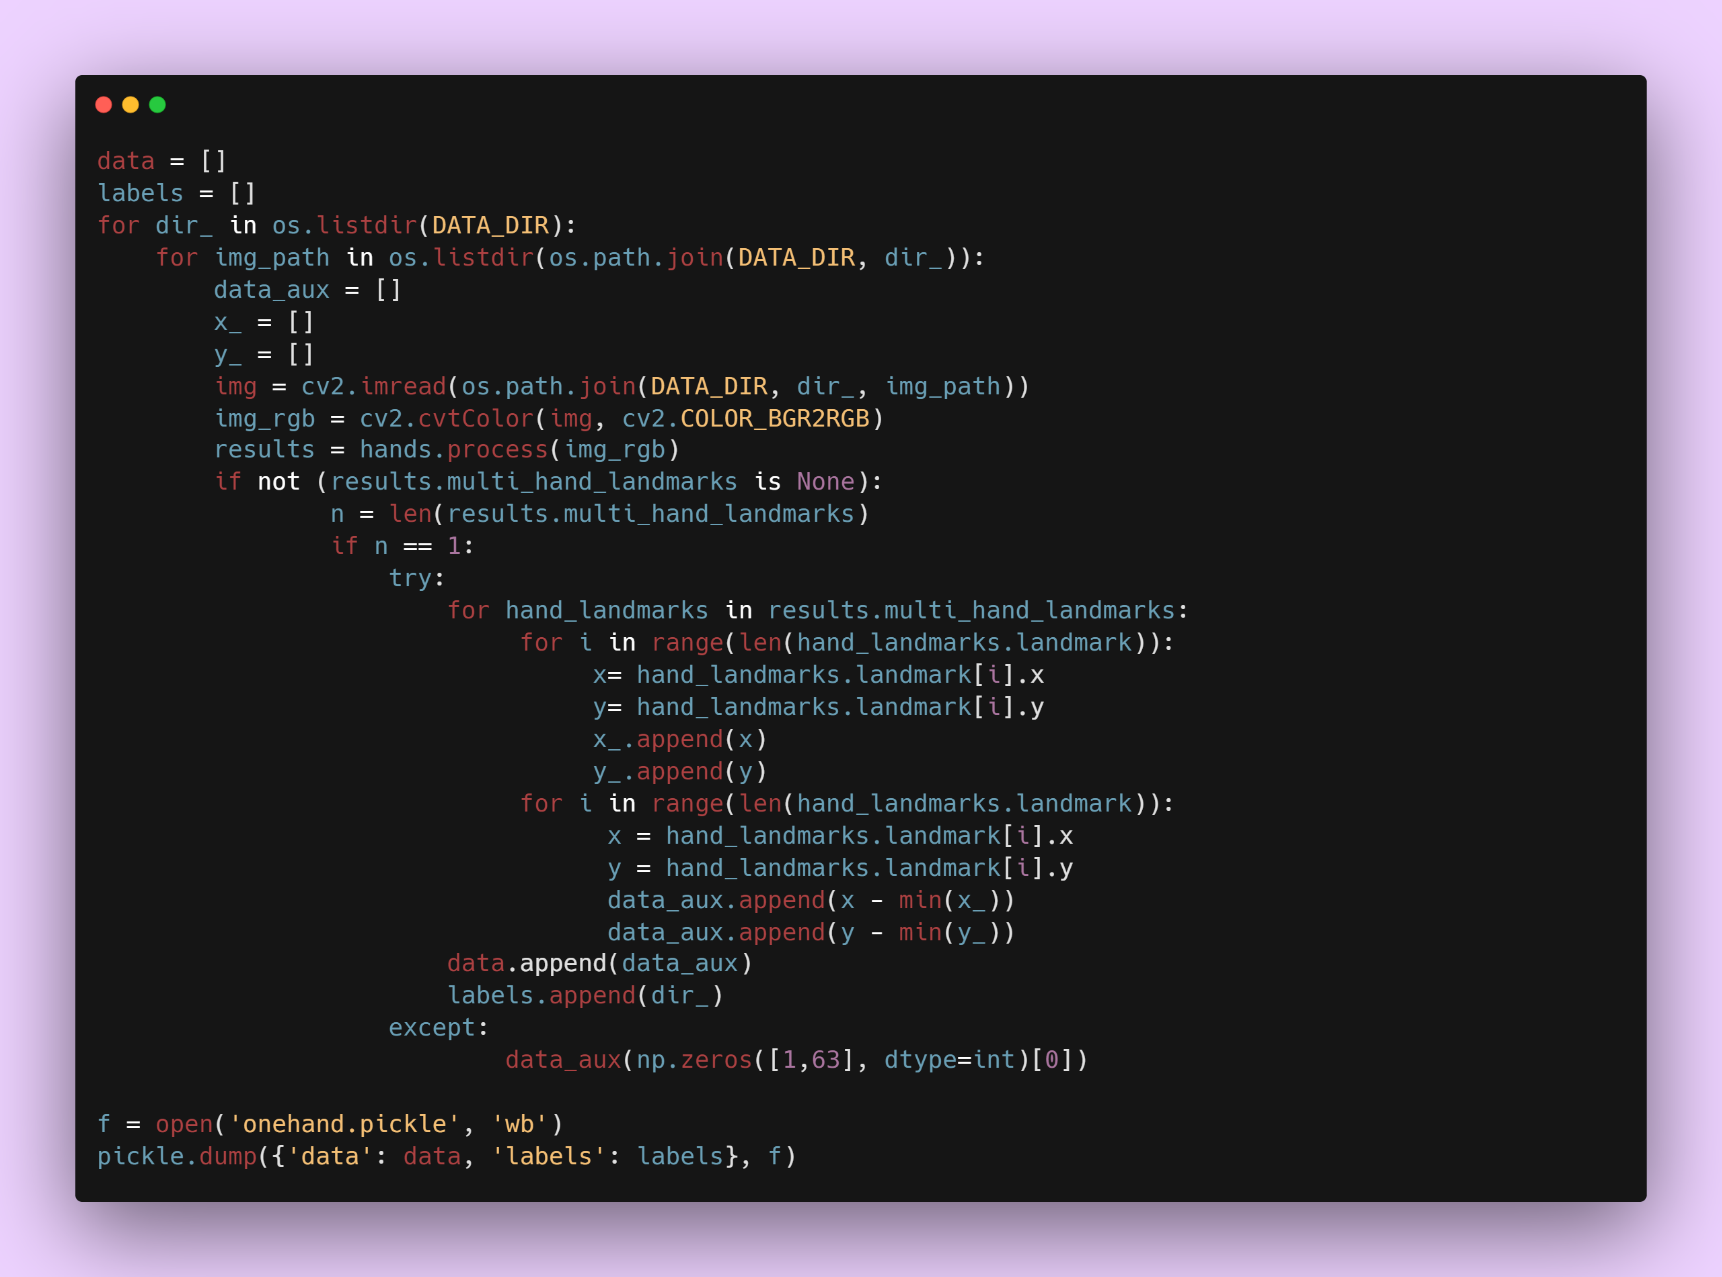 data = []
labels = []
for dir_ in os.listdir(DATA_DIR):
    for img_path in os.listdir(os.path.join(DATA_DIR, dir_)):
        data_aux = []
        x_ = []
        y_ = []
        img = cv2.imread(os.path.join(DATA_DIR, dir_, img_path))
        img_rgb = cv2.cvtColor(img, cv2.COLOR_BGR2RGB)
        results = hands.process(img_rgb)
        if not (results.multi_hand_landmarks is None):
                n = len(results.multi_hand_landmarks)
                if n == 1:
                    try:
                        for hand_landmarks in results.multi_hand_landmarks:
                             for i in range(len(hand_landmarks.landmark)):
                                  x= hand_landmarks.landmark[i].x
                                  y= hand_landmarks.landmark[i].y
                                  x_.append(x)
                                  y_.append(y)
                             for i in range(len(hand_landmarks.landmark)):
                                   x = hand_landmarks.landmark[i].x
                                   y = hand_landmarks.landmark[i].y
                                   data_aux.append(x - min(x_))
                                   data_aux.append(y - min(y_))
                        data.append(data_aux)
                        labels.append(dir_)
                    except:
                            data_aux(np.zeros([1,63], dtype=int)[0])

f = open('onehand.pickle', 'wb')
pickle.dump({'data': data, 'labels': labels}, f)